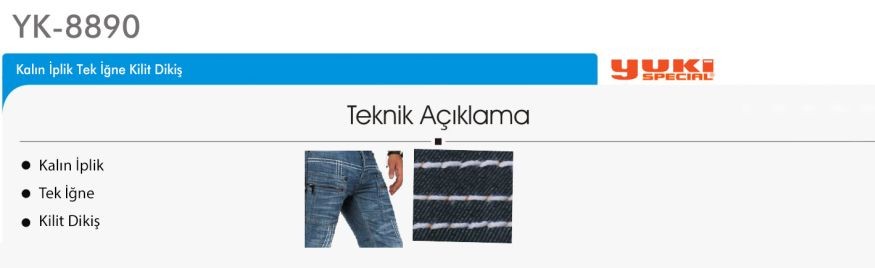 YK-8890
Kalın İplik Tek İğne Kilit Dikiş
YUKI
SPECIAL
Teknik Açıklama
Kalın İplik
Tek İğne
Kilit Dikiş